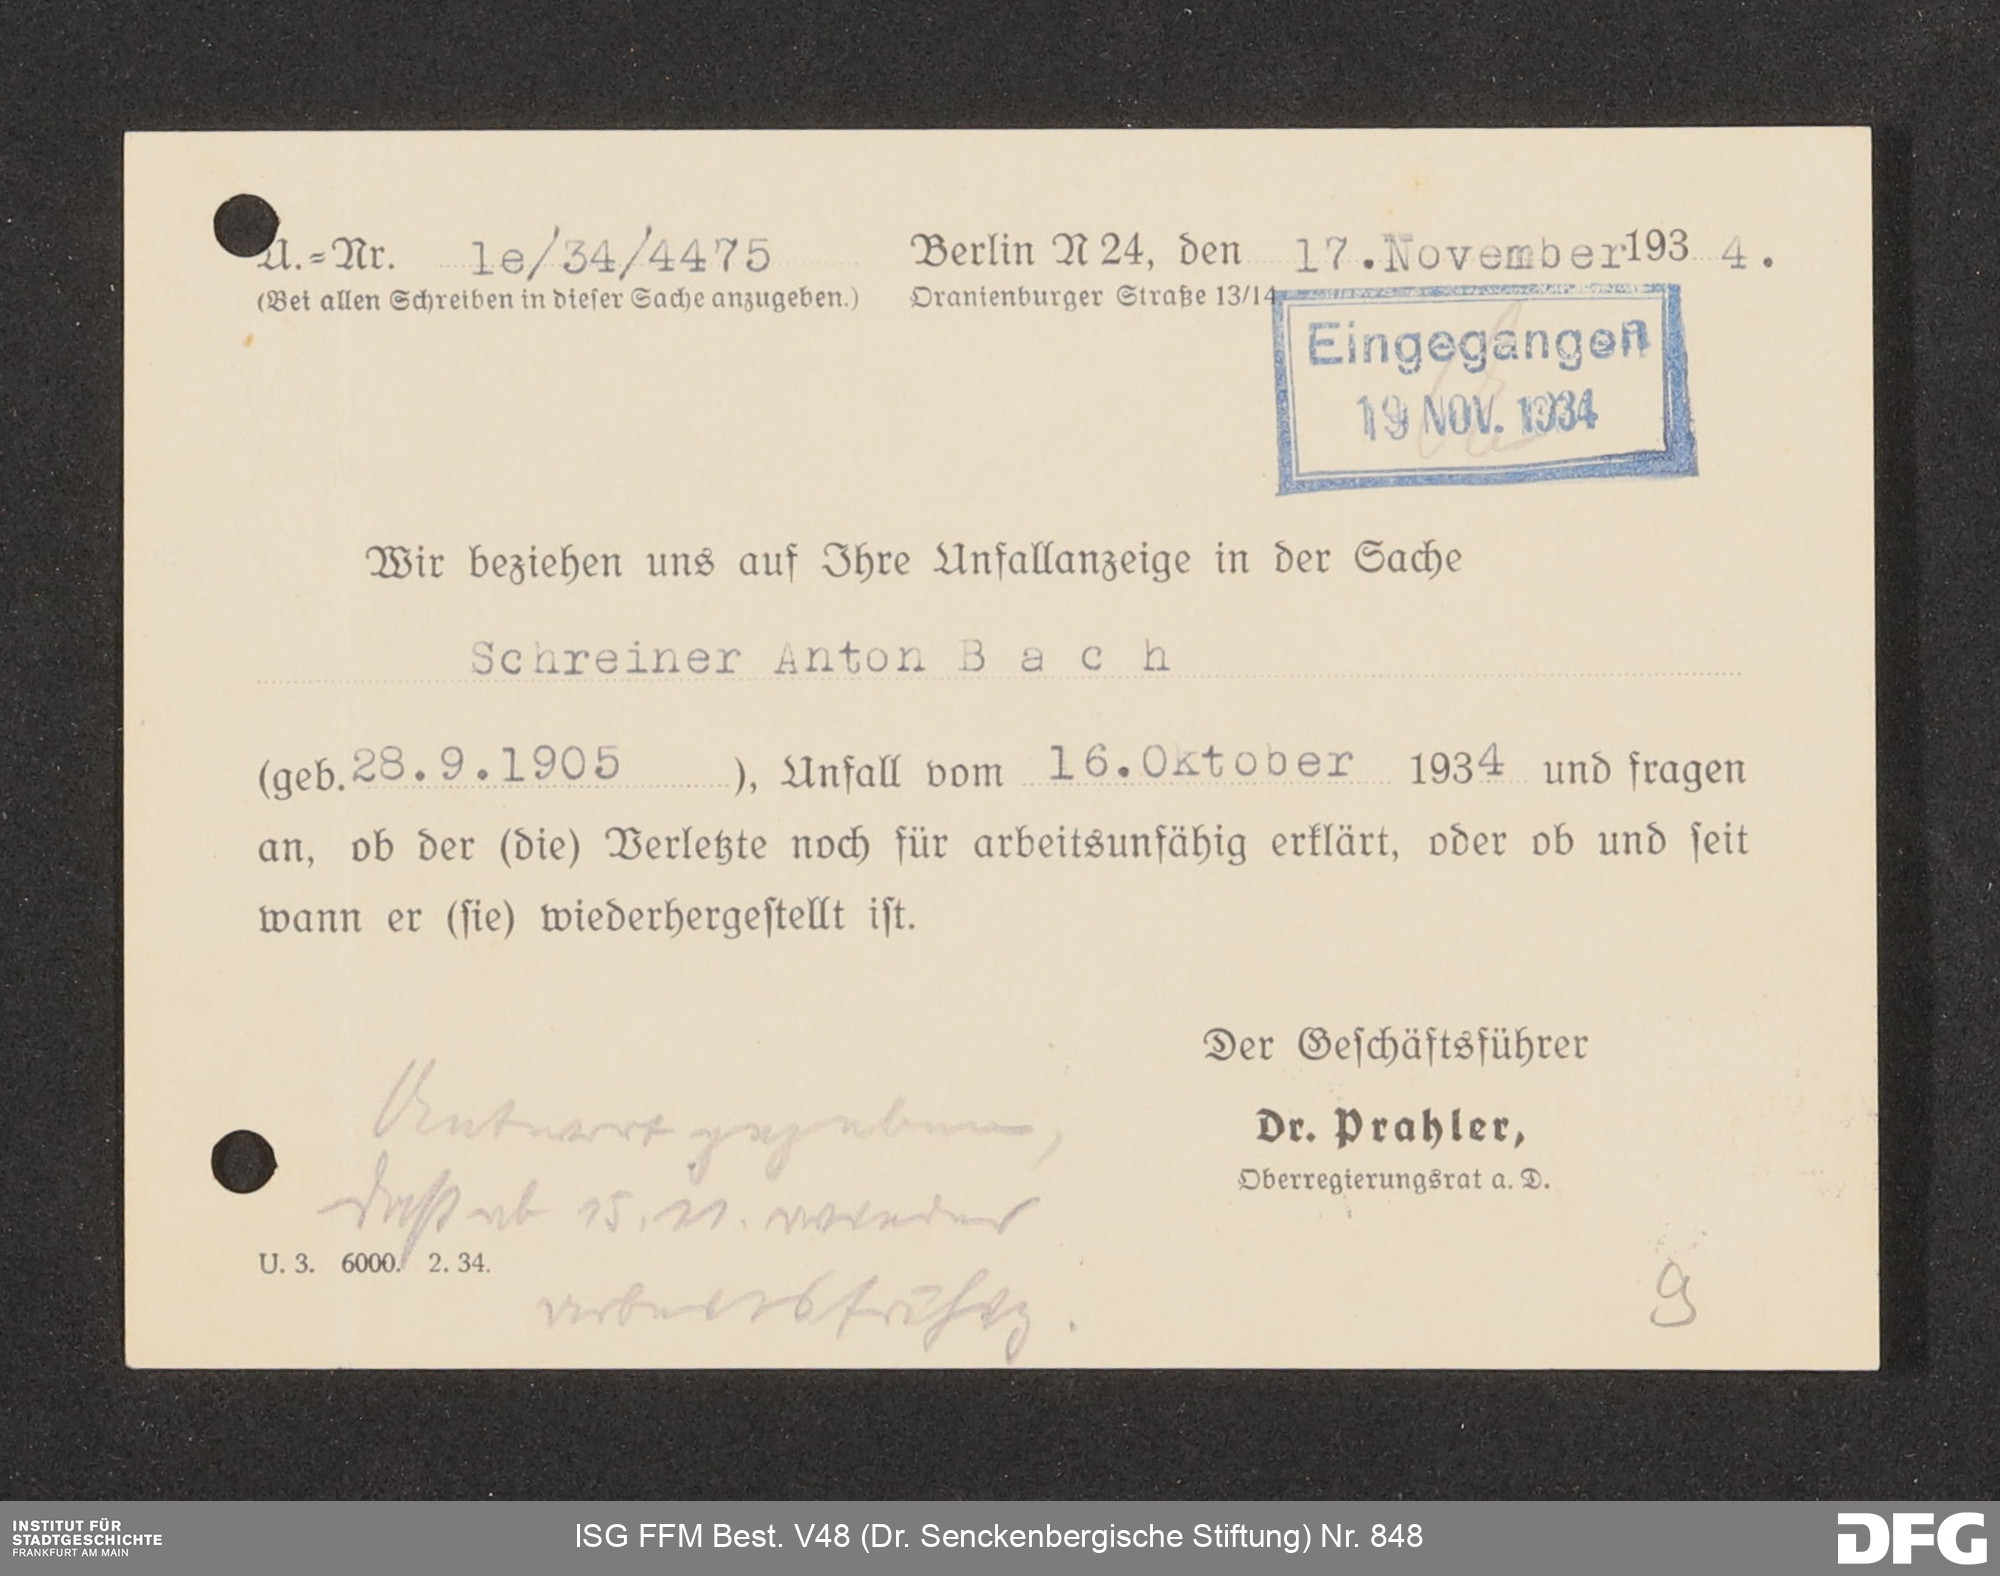 U.-Nr. 1e/34/4475
(Bei allen Schreiben in dieser Sache anzugeben.)
Berlin N 24, den 17.November 1934.
Oranienburger Straße 13/14
Eingegangen
19 NOV. 1934
Wir beziehen uns auf Ihre Unfallanzeige in der Sache
Schreiner Anton B a c h
(geb. 28.9.1905 ), Unfall vom 16.Oktober 1934 und fragen
an, ob der (die) Verletzte noch für arbeitsunfähig erklärt, oder ob und seit
wann er (sie) wiederhergestellt ist.
Der Geschäftsführer
Dr. Prahler,
Oberregierungsrat a. D.
Antwort gegeben,
daß ab 15.11. wieder
arbeitsfähig.
U. 3. 6000. 2. 34.
9
INSTITUT FÜR
STADTGESCHICHTE
FRANKFURT AM MAIN
ISG FFM Best. V48 (Dr. Senckenbergische Stiftung) Nr. 848
DFG